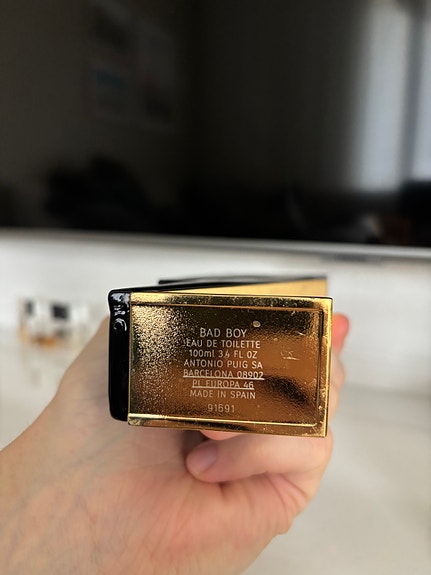 BAD BOY
EAU DE TOILETTE
100ml 3.4 FL OZ
ANTONIO PUIG SA
BARCELONA 08902
PL EUROPA 46
MADE IN SPAIN
91691